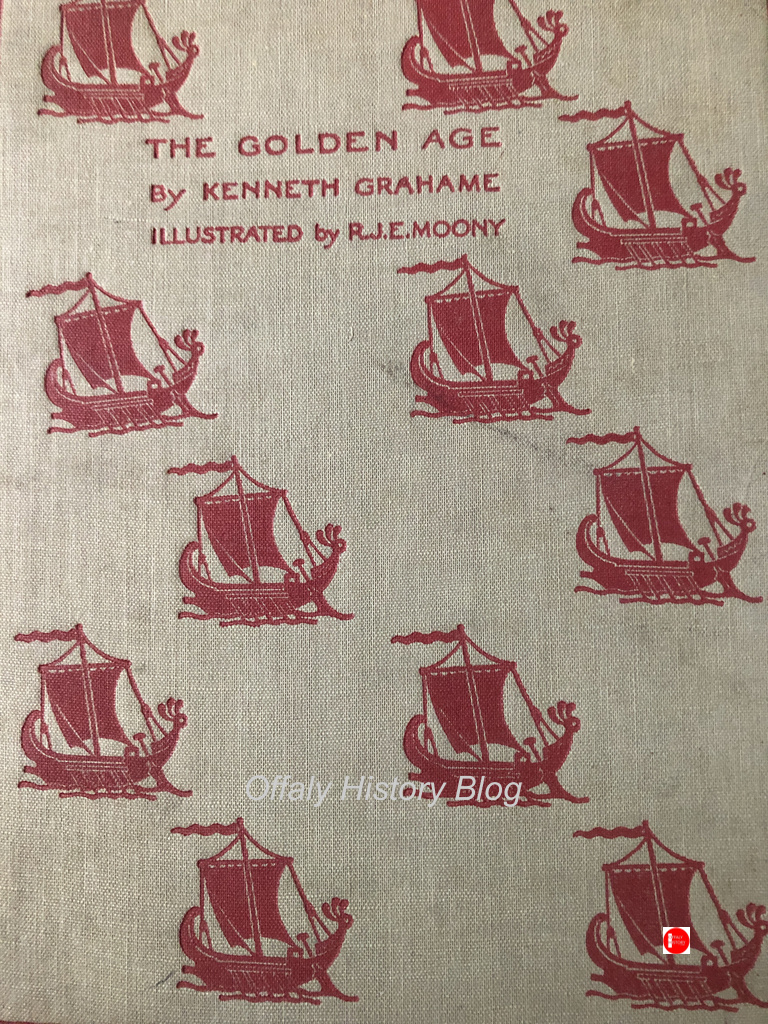 THE GOLDEN AGE
By KENNETH GRAHAME
ILLUSTRATED by R.J.E.MOONY
Offaly History Blog